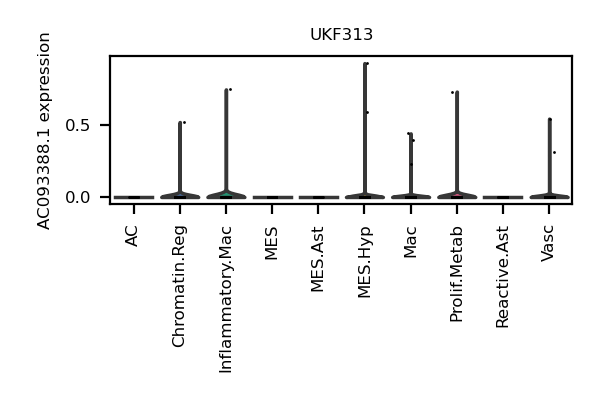 UKF313
AC093388.1 expression
0.5
0.0
AC
Chromatin.Reg
Inflammatory.Mac
MES
MES.Ast
MES.Hyp
Mac
Prolif.Metab
Reactive.Ast
Vasc